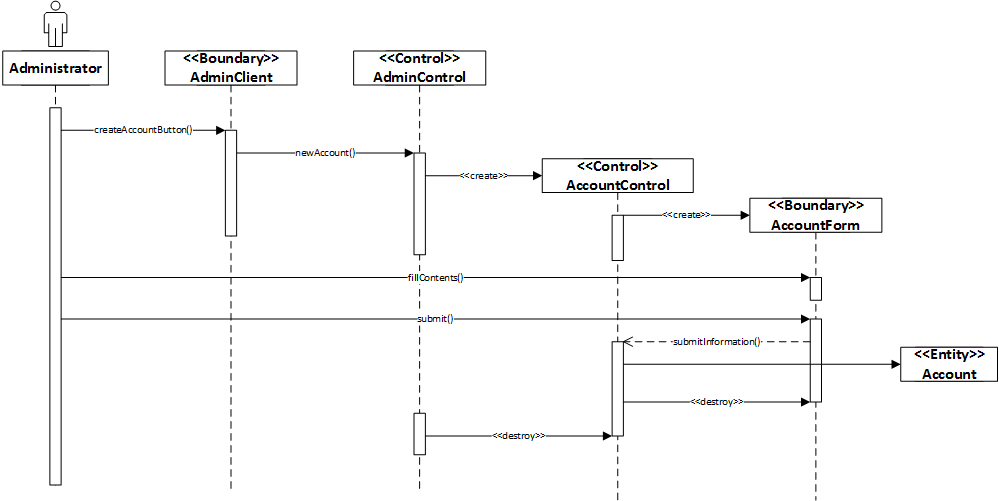 Administrator
<<Boundary>>
AdminClient
<<Control>>
AdminControl
createAccountButton()
newAccount()
<<create>>
<<Control>>
AccountControl
<<create>>
<<Boundary>>
AccountForm
fillContents()
submit()
submitInformation()
<<Entity>>
Account
<<destroy>>
<<destroy>>